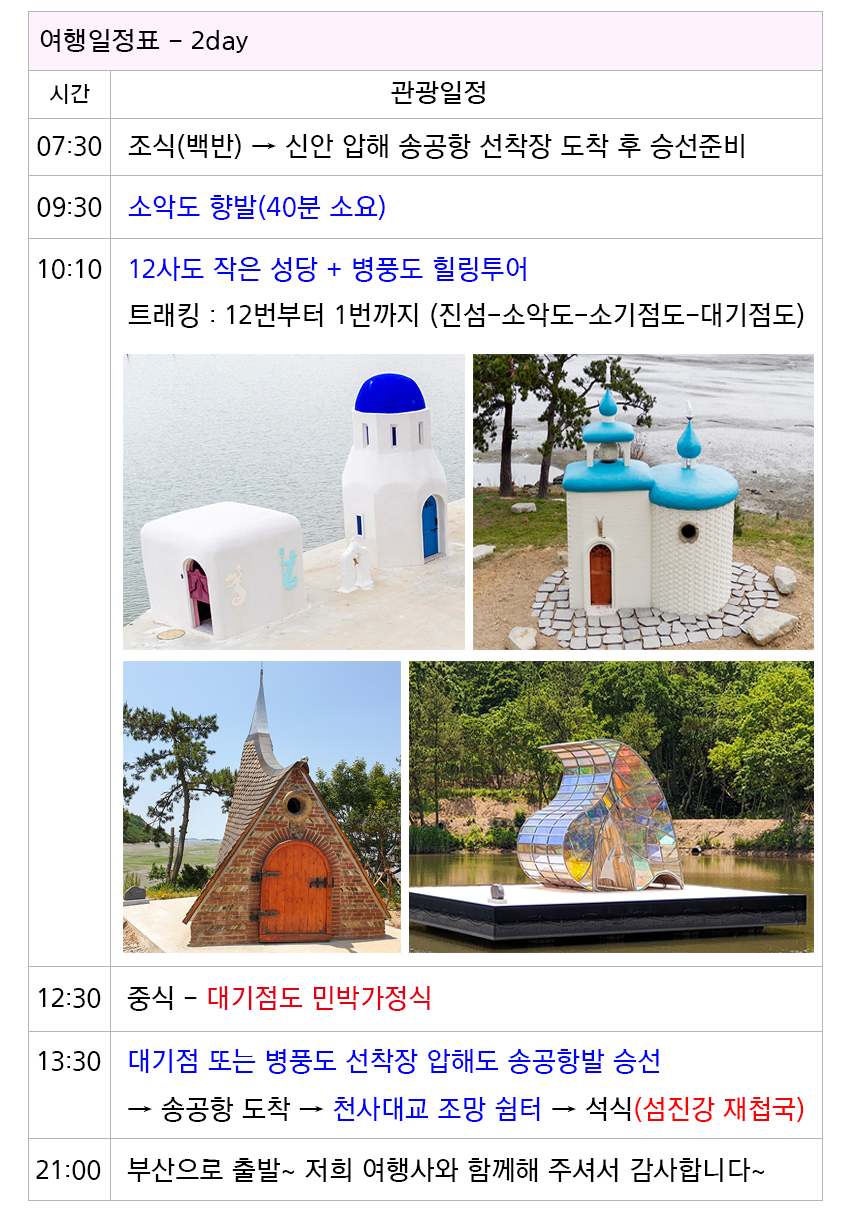 여행일정표 - 2day
시간 관광일정
07:30 조식(백반) → 신안 압해 송공항 선착장 도착 후 승선준비
09:30 소악도 향발(40분 소요)
10:10 12사도 작은 성당 + 병풍도 힐링투어
트래킹 : 12번부터 1번까지 (진섬-소악도-소기점도-대기점도)
12:30 중식 - 대기점도 민박가정식
13:30 대기점 또는 병풍도 선착장 압해도 송공항발 승선
→ 송공항 도착 → 천사대교 조망 쉼터 → 석식(섬진강 재첩국)
21:00 부산으로 출발~ 저희 여행사와 함께해 주셔서 감사합니다~